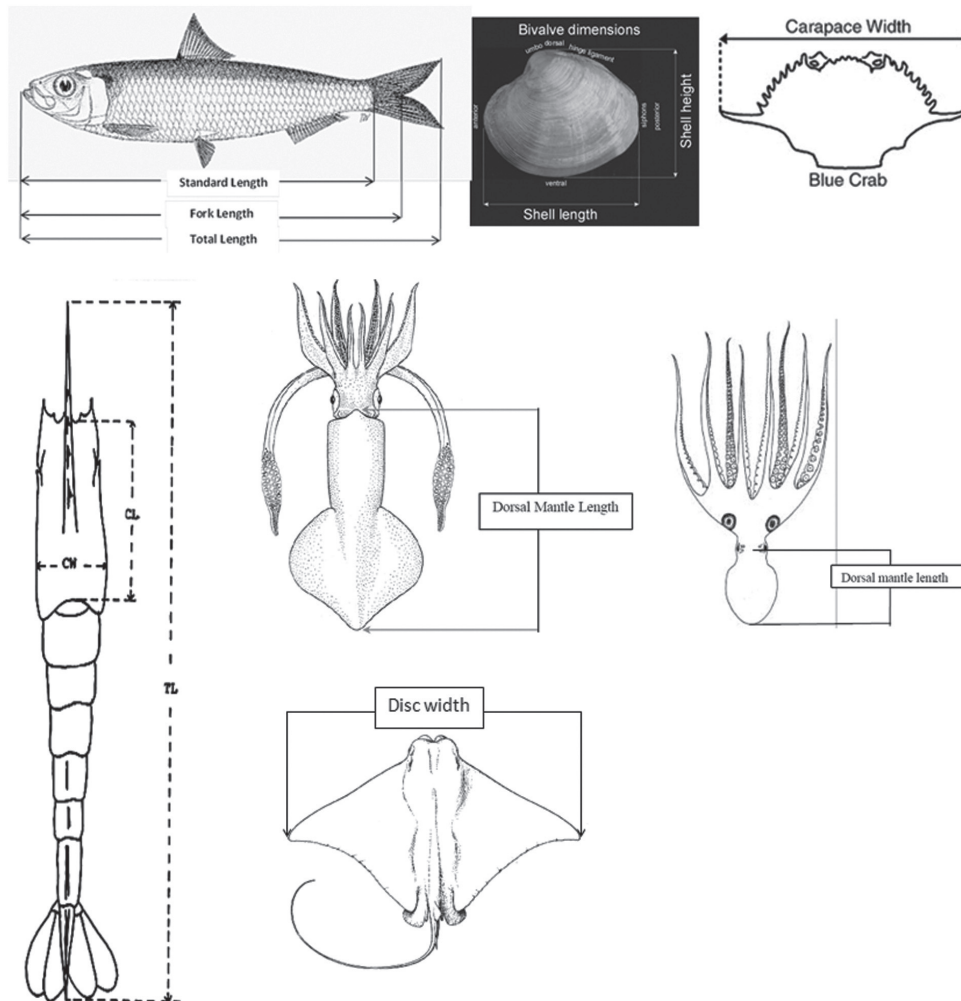 Standard Length
Fork Length
Total Length
Bivalve dimensions
umbo dorsal hinge ligament
anterior
siphons
posterior
Shell height
ventral
Shell length
Carapace Width
Blue Crab
CL
CW
TL
Dorsal Mantle Length
Dorsal mantle length
Disc width